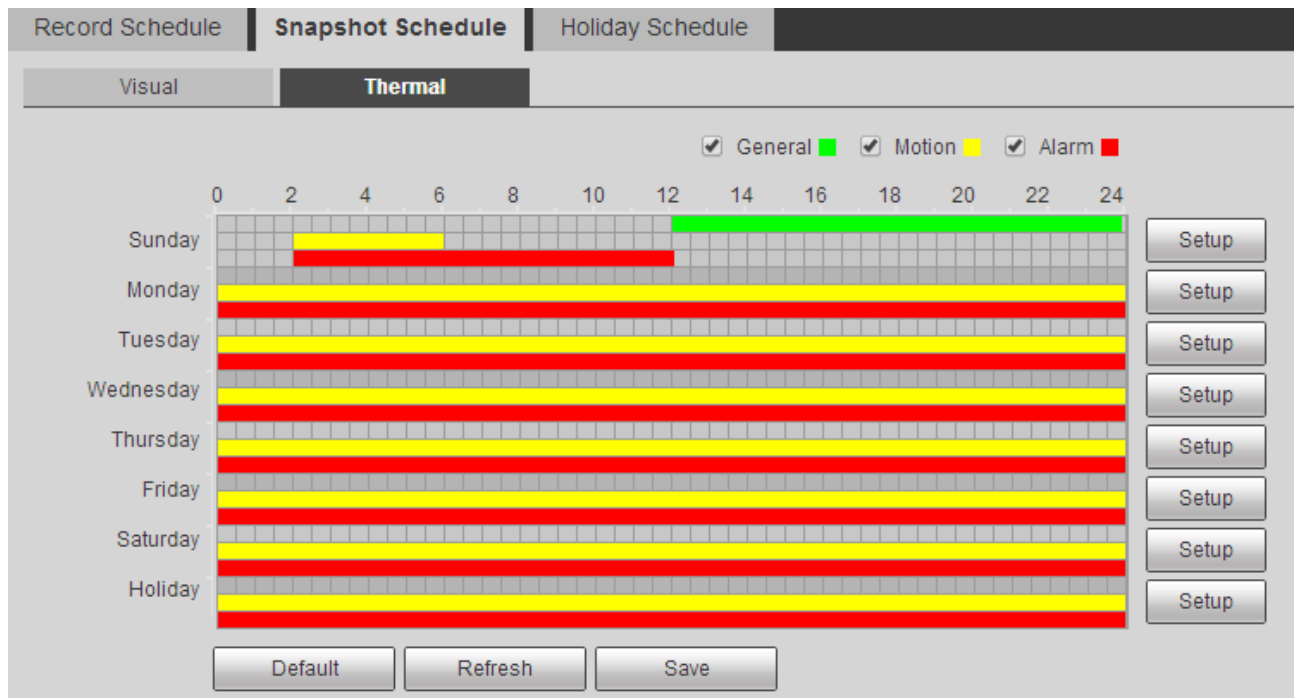 Record Schedule Snapshot Schedule Holiday Schedule
Visual Thermal
General Motion Alarm
0 2 4 6 8 10 12 14 16 18 20 22 24
Sunday Setup
Monday Setup
Tuesday Setup
Wednesday Setup
Thursday Setup
Friday Setup
Saturday Setup
Holiday Setup
Default Refresh Save